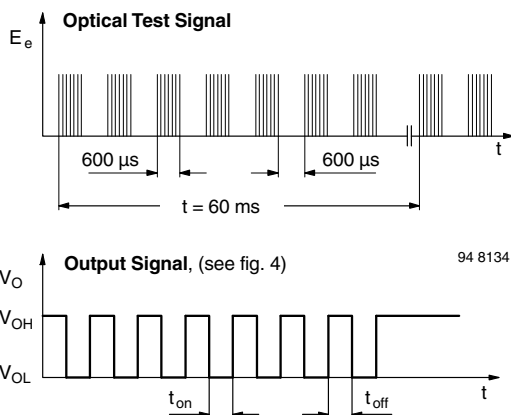 Optical Test Signal
E e
600 µs
600 µs
t
t = 60 ms
Output Signal, (see fig. 4)
94 8134
V O
V OH
V OL
t on
t off
t